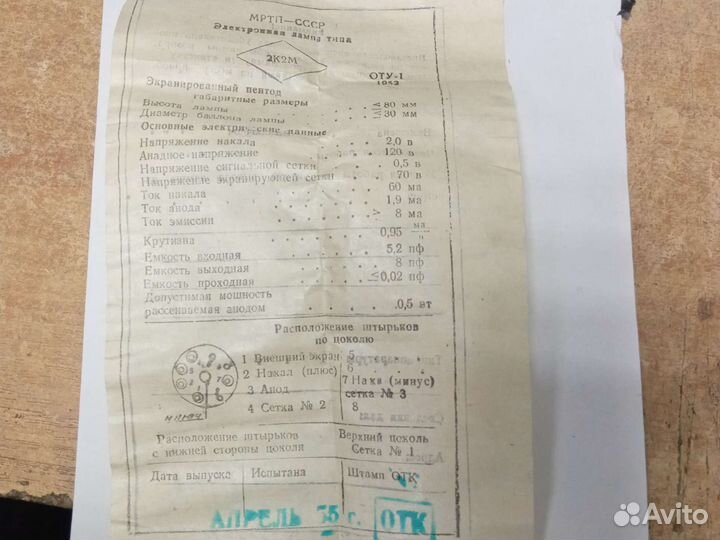 МРТП—СССР
Электронная лампа типа
2К2М
ОТУ-1
1952
Экранированный пентод
габаритные размеры
Высота лампы . . . . ≤ 80 мм
Диаметр баллона лампы . . . ≤ 30 мм
Основные электрические данные
Напряжение накала . . . . 2,0 в
Анодное напряжение . . . . 120 в
Напряжение сигнальной сетки . . 0,5 в
Напряжение экранирующей сетки . 70 в
Ток накала . . . . . 60 ма
Ток анода . . . . . 1,9 ма
Ток эмиссии . . . . . > 8 ма
Крутизна . . . . . 0,95 ма/в
Емкость входная . . . . 5,2 пф
Емкость выходная . . . . 8 пф
Емкость проходная . . . . ≤0,02 пф
Допустимая мощность
рассеиваемая анодом . . . . 0,5 вт
Расположение штырьков
по цоколю
1 Внешний экран 5
2 Накал (плюс) 6
3 Анод 7 Нака (минус)
сетка № 3
4 Сетка № 2 8
ключ
Расположение штырьков
с нижней стороны цоколя
Верхний цоколь
Сетка № 1
Дата выпуска Испытана Штамп ОТК
АПРЕЛЬ 55 г. ОТК
Avito